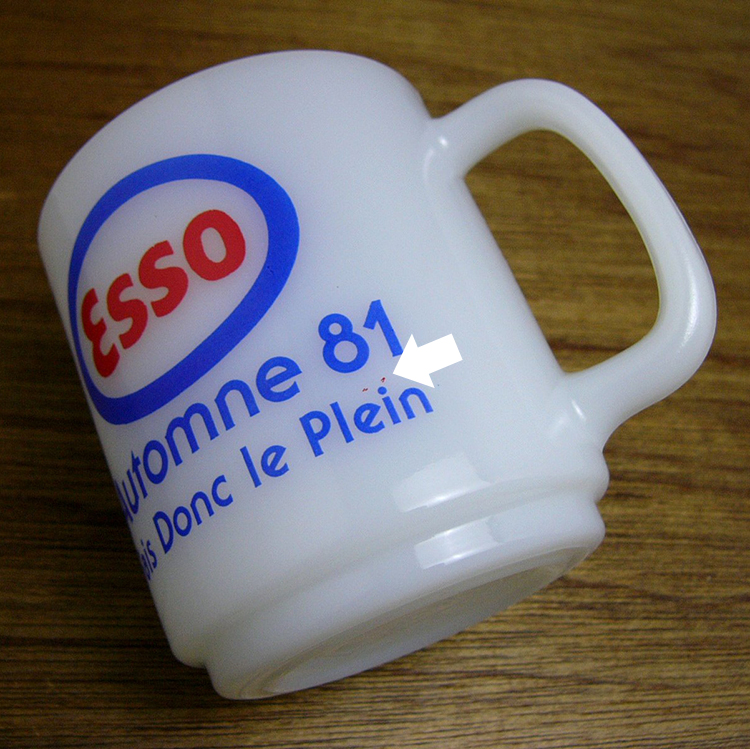 Esso
Automne 81
Donc le Plein